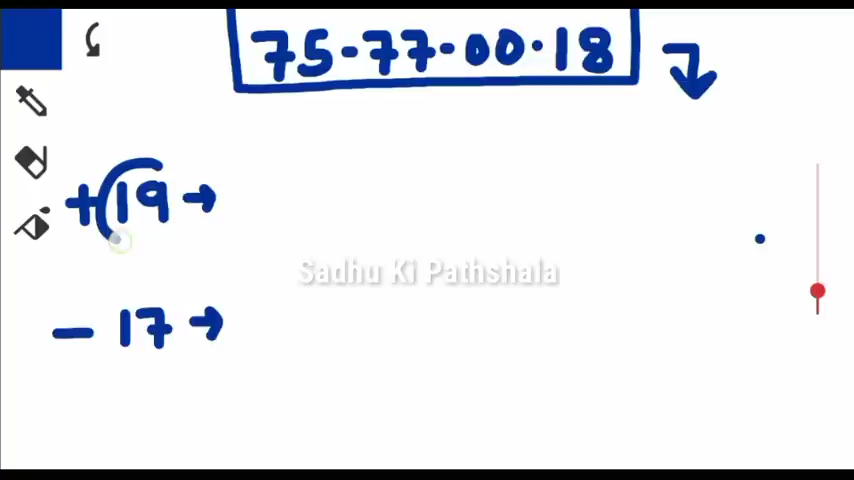 75-77-00-18
+19→
Sadhu Ki Pathshala
- 17→